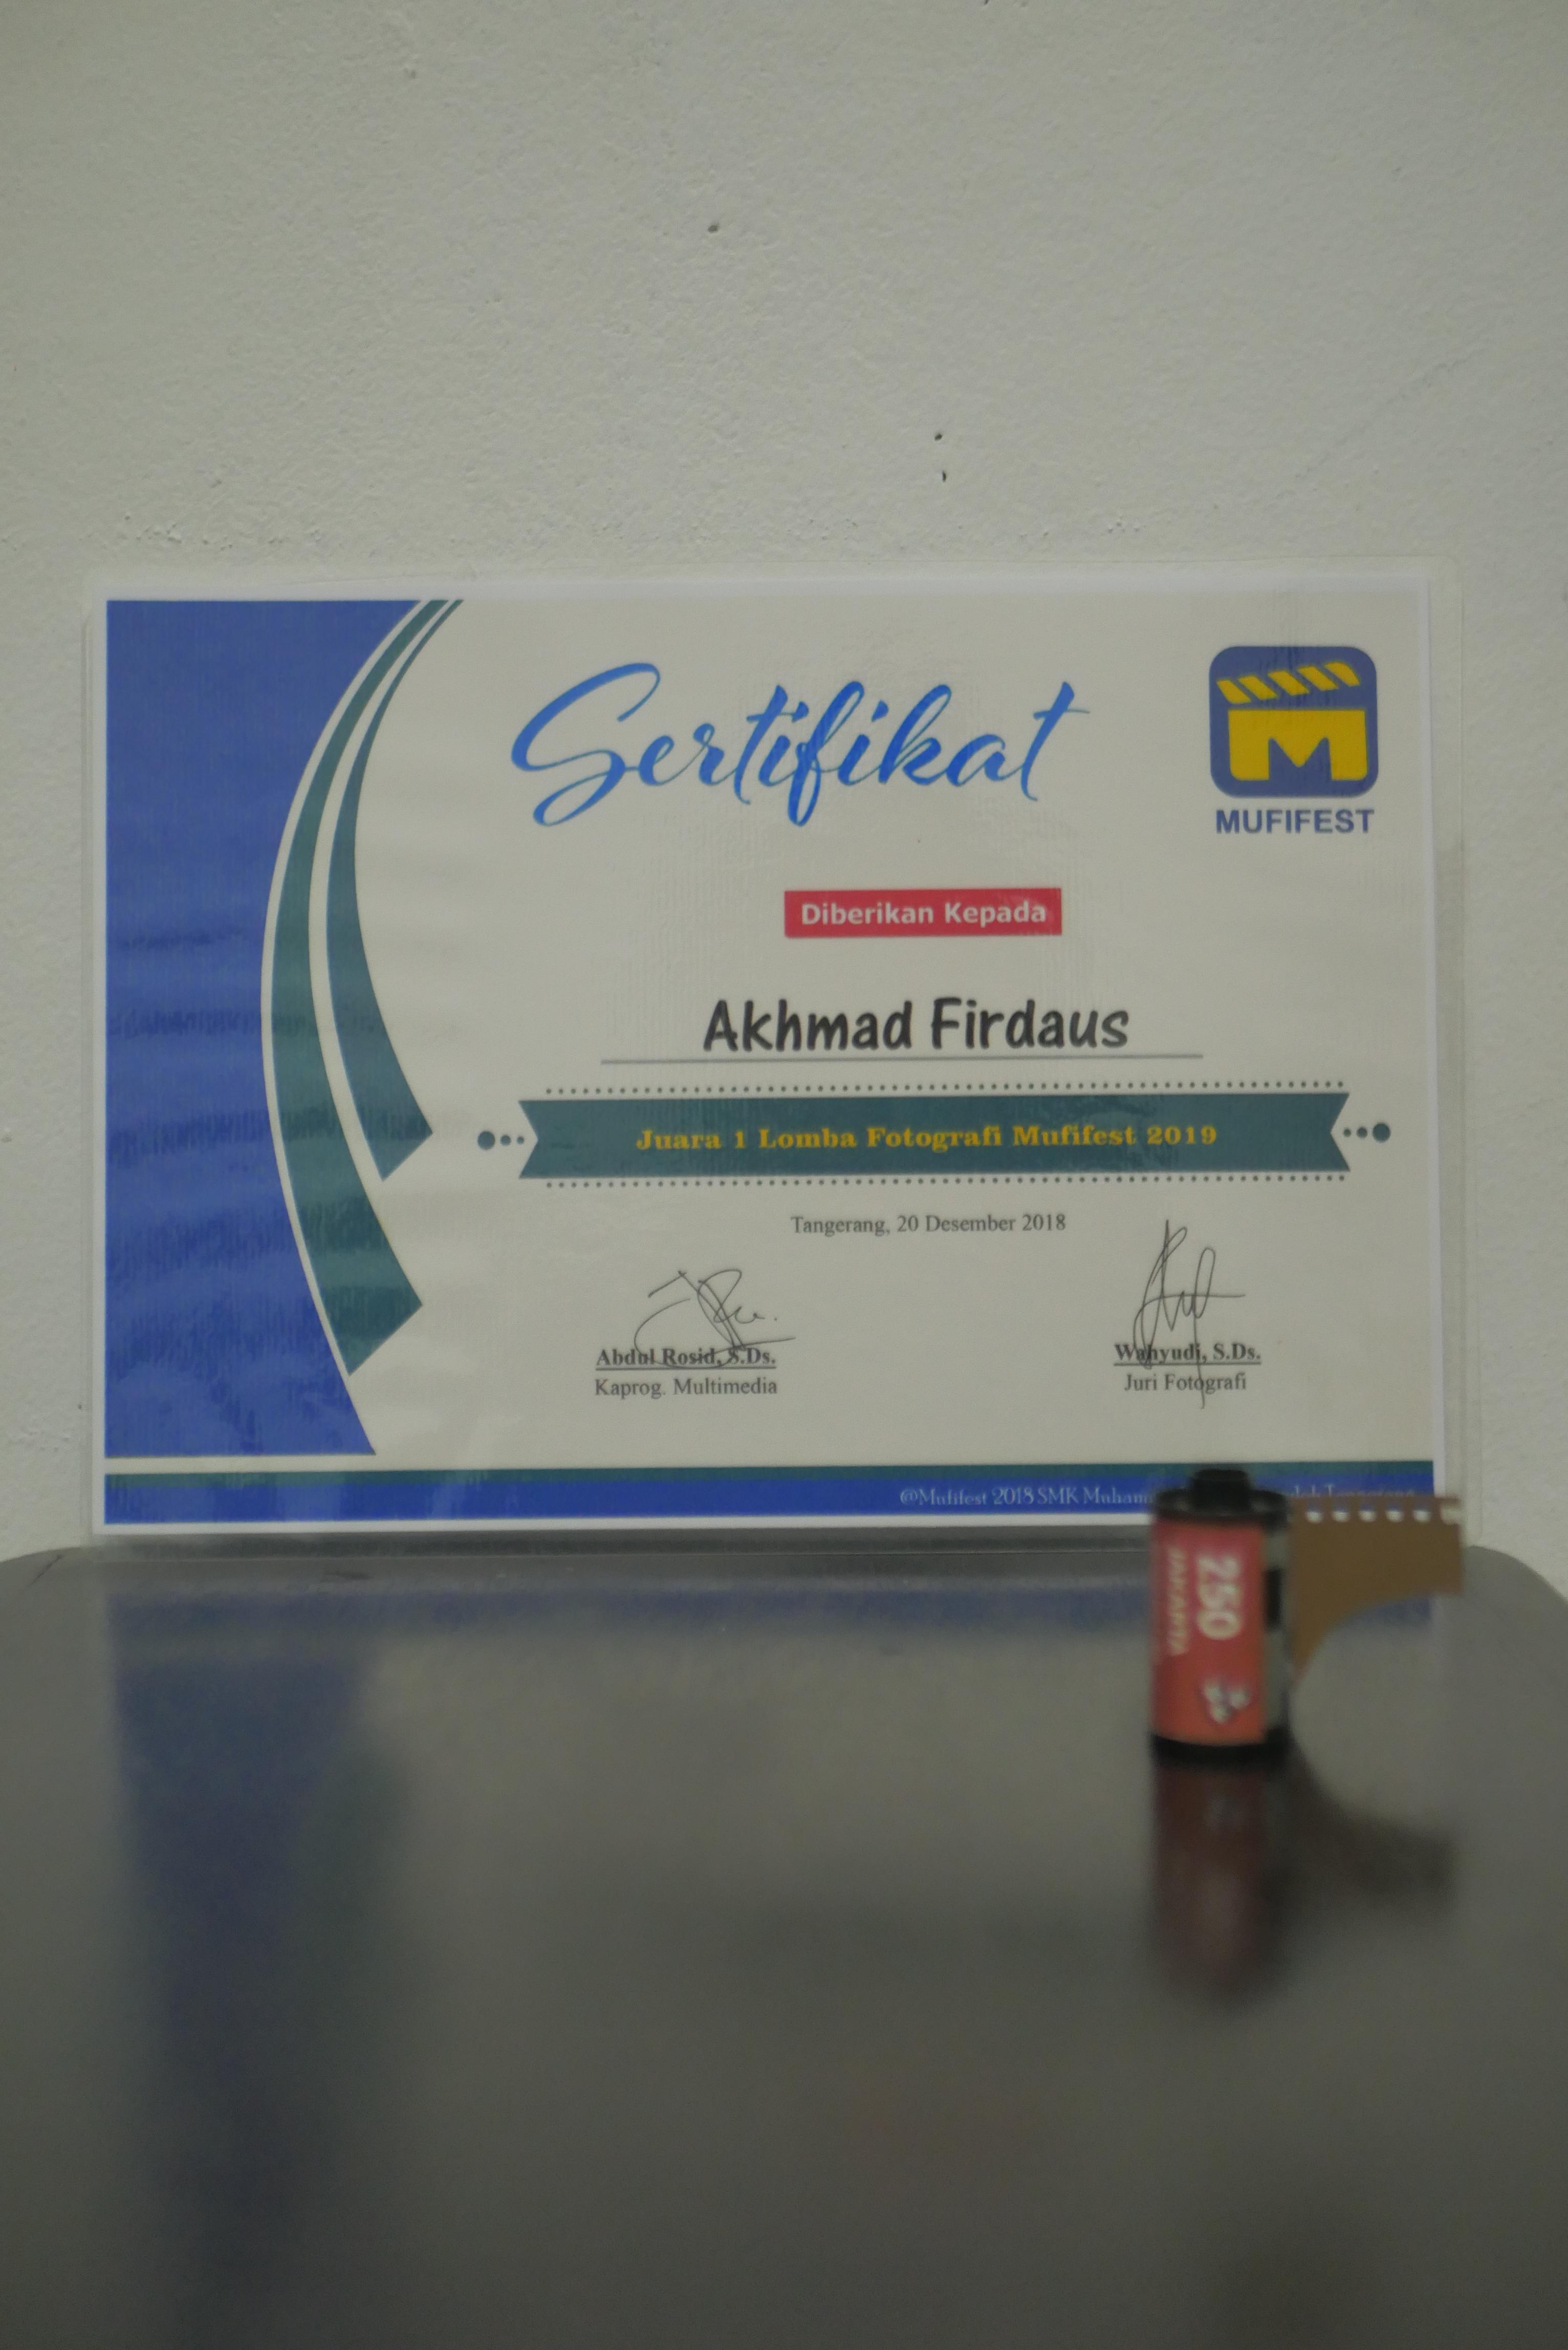 Sertifikat
MUFIFEST
Diberikan Kepada
Akhmad Firdaus
Juara 1 Lomba Fotografi Mufifest 2019
Tangerang, 20 Desember 2018
Abdul Rosid, S.Ds.
Kaprog. Multimedia
Wahyudi, S.Ds.
Juri Fotografi
@Mufifest 2018 SMK
250
JAKARTA